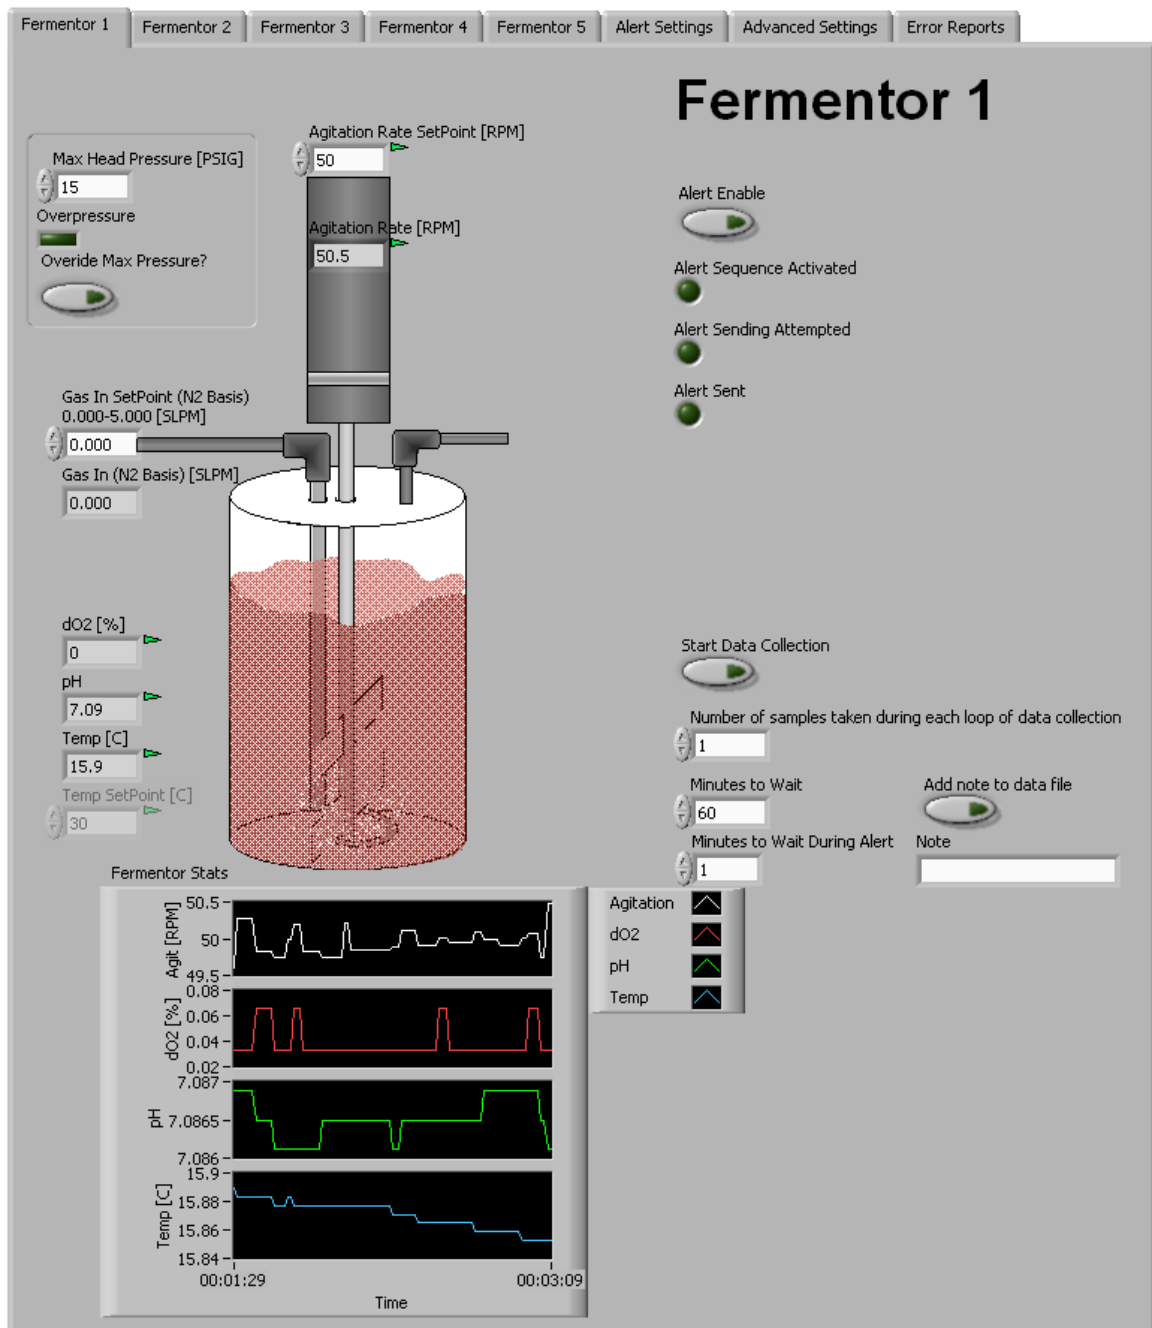 Fermentor 1
Fermentor 2
Fermentor 3
Fermentor 4
Fermentor 5
Alert Settings
Advanced Settings
Error Reports
Fermentor 1
Max Head Pressure [PSIG]
15
Overpressure
Overide Max Pressure?
Agitation Rate SetPoint [RPM]
50
Agitation Rate [RPM]
50.5
Alert Enable
Alert Sequence Activated
Alert Sending Attempted
Alert Sent
Gas In SetPoint (N2 Basis)
0.000-5.000 [SLPM]
0.000
Gas In (N2 Basis) [SLPM]
0.000
dO2 [%]
0
pH
7.09
Temp [C]
15.9
Temp SetPoint [C]
30
Start Data Collection
Number of samples taken during each loop of data collection
1
Minutes to Wait
60
Add note to data file
Minutes to Wait During Alert
1
Note
Fermentor Stats
Agit [RPM]
50.5
50
49.5
dO2 [%]
0.08
0.06
0.04
0.02
pH
7.087
7.0865
7.086
Temp [C]
15.9
15.88
15.86
15.84
00:01:29
00:03:09
Time
Agitation
dO2
pH
Temp